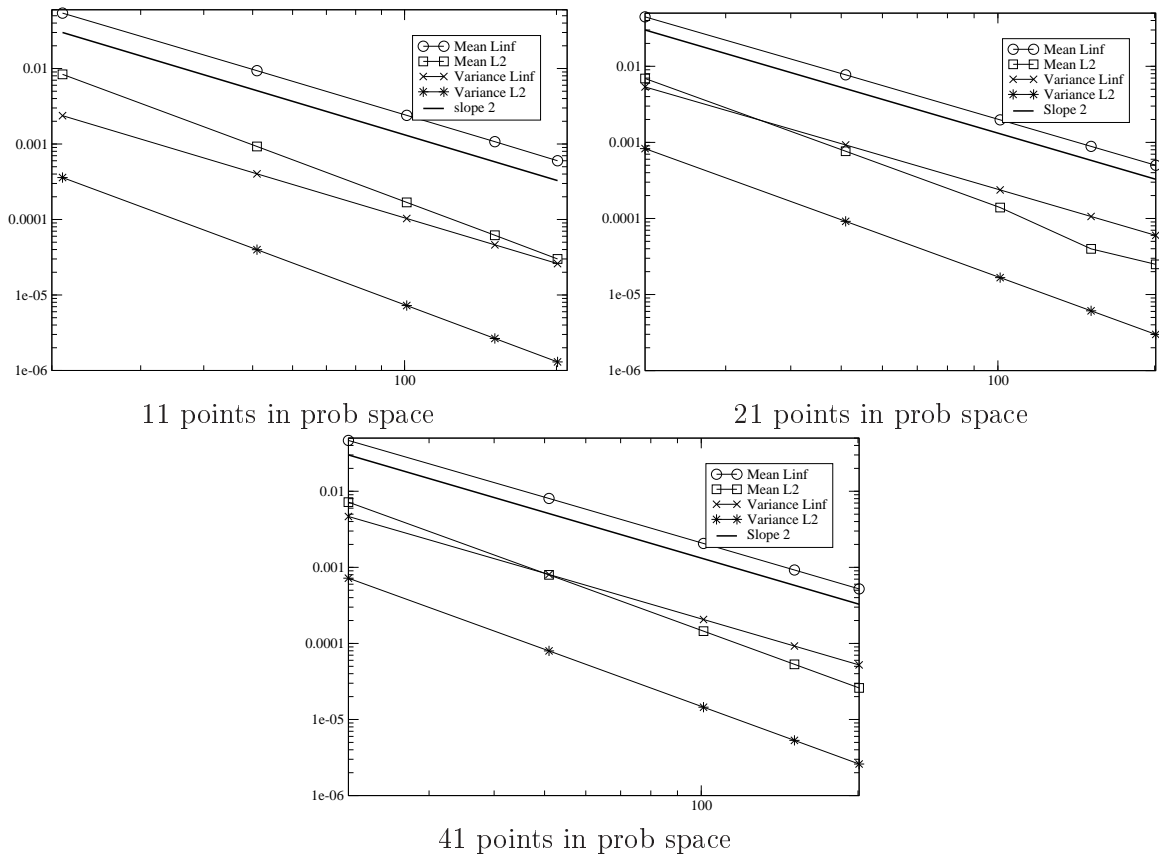 0.01
0.001
0.0001
1e-05
1e-06
100
Mean Linf
Mean L2
Variance Linf
Variance L2
slope 2
11 points in prob space
0.01
0.001
0.0001
1e-05
1e-06
100
Mean Linf
Mean L2
Variance Linf
Variance L2
Slope 2
21 points in prob space
0.01
0.001
0.0001
1e-05
1e-06
100
Mean Linf
Mean L2
Variance Linf
Variance L2
Slope 2
41 points in prob space